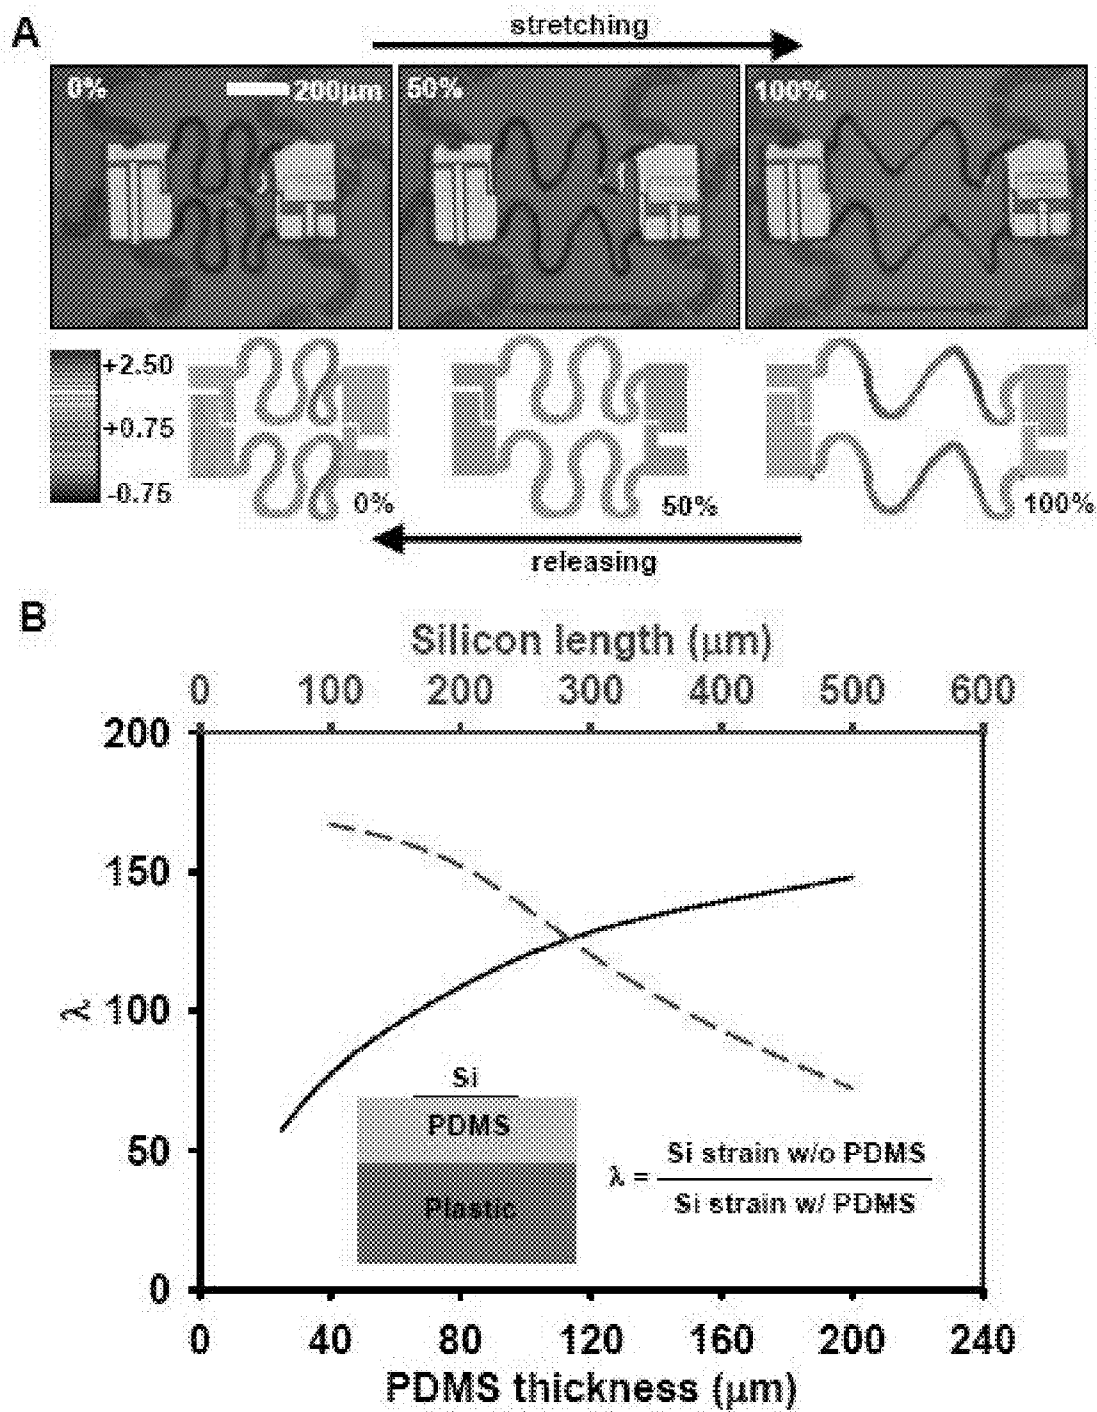 A
stretching
0%
200μm
50%
100%
+2.50
+0.75
-0.75
0%
50%
100%
releasing
B
Silicon length (μm)
0 100 200 300 400 500 600
200
150
100
50
0
λ
Si
PDMS
Plastic
λ = Si strain w/o PDMS
Si strain w/ PDMS
0 40 80 120 160 200 240
PDMS thickness (μm)